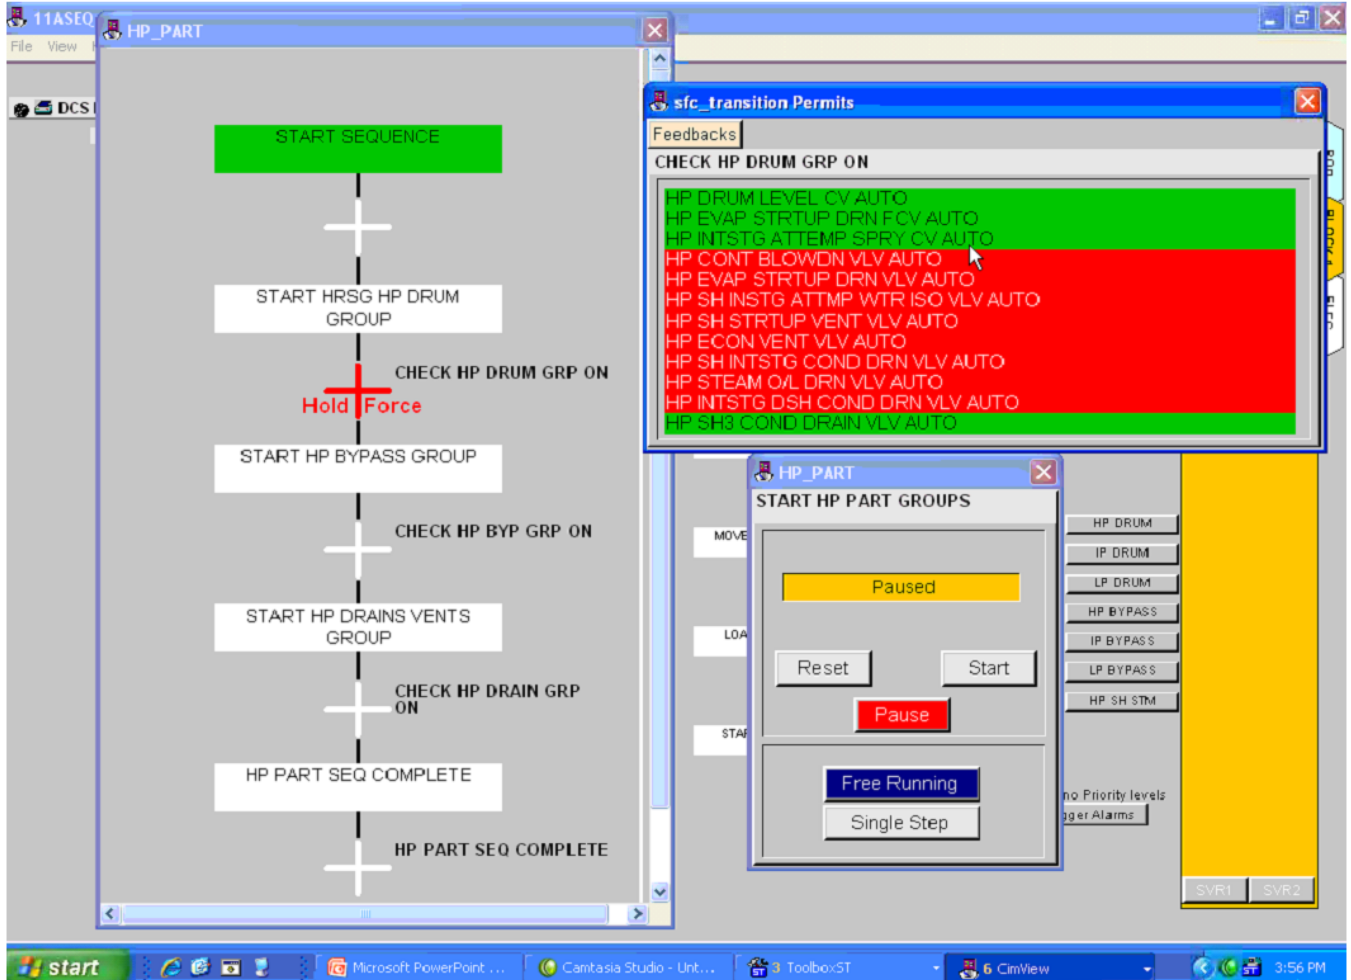 11ASEQ
HP_PART
File View
DCS
START SEQUENCE
START HRSG HP DRUM
GROUP
CHECK HP DRUM GRP ON
Hold Force
START HP BYPASS GROUP
CHECK HP BYP GRP ON
START HP DRAINS VENTS
GROUP
CHECK HP DRAIN GRP
ON
HP PART SEQ COMPLETE
HP PART SEQ COMPLETE
sfc_transition Permits
Feedbacks
CHECK HP DRUM GRP ON
HP DRUM LEVEL CV AUTO
HP EVAP STRTUP DRN FCV AUTO
HP INTSTG ATTEMP SPRY CV AUTO
HP CONT BLOWDN VLV AUTO
HP EVAP STRTUP DRN VLV AUTO
HP SH INSTG ATTMP WTR ISO VLV AUTO
HP SH STRTUP VENT VLV AUTO
HP ECON VENT VLV AUTO
HP SH INTSTG COND DRN VLV AUTO
HP STEAM O/L DRN VLV AUTO
HP INTSTG DSH COND DRN VLV AUTO
HP SH3 COND DRAIN VLV AUTO
HP_PART
START HP PART GROUPS
Paused
Reset Start
Pause
Free Running
Single Step
MOVE
LOA
STAR
HP DRUM
IP DRUM
LP DRUM
HP BYPASS
IP BYPASS
LP BYPASS
HP SH STM
no Priority levels
gger Alarms
SVR1 SVR2
start
Microsoft PowerPoint ...
Camtasia Studio - Unt...
3 ToolboxST
6 CimView
3:56 PM